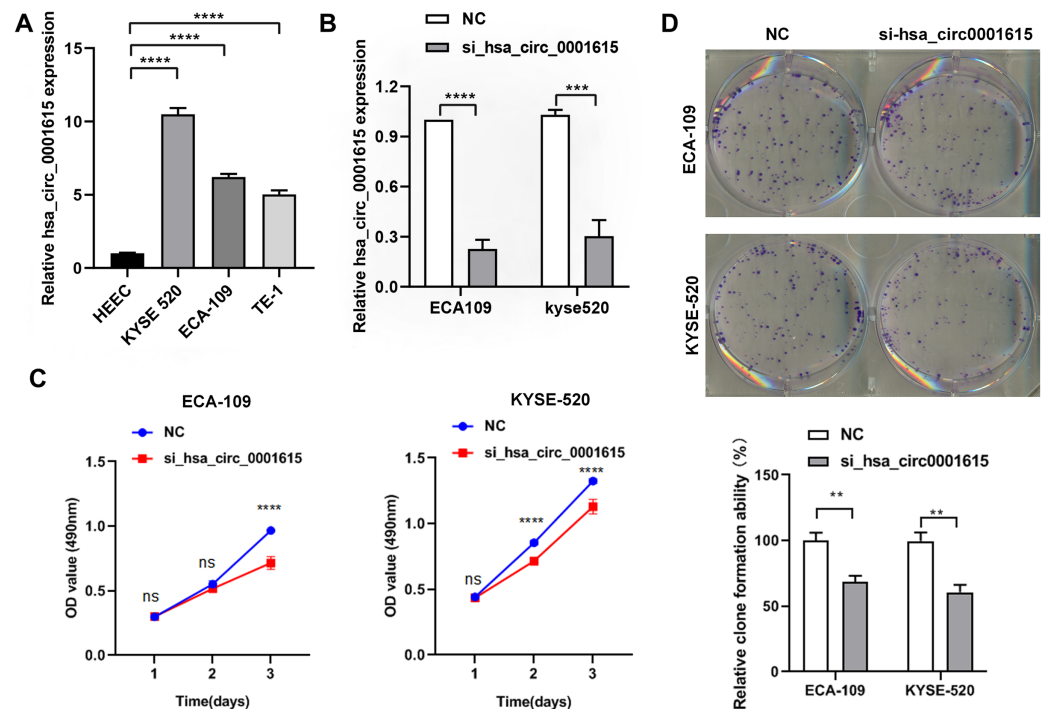 A
Relative hsa_circ_0001615 expression
15
10
5
0
****
****
****
HEEC
KYSE 520
ECA-109
TE-1
B
NC
si_hsa_circ_0001615
Relative hsa_circ_0001615 expression
1.2
0.9
0.6
0.3
0.0
****
***
ECA109
kyse520
C
ECA-109
NC
si_hsa_circ_0001615
OD value (490nm)
1.5
1.0
0.5
0.0
ns
ns
****
1
2
3
Time(days)
KYSE-520
NC
si_hsa_circ_0001615
OD value (490nm)
1.5
1.0
0.5
0.0
ns
****
****
1
2
3
Time(days)
D
NC
si-hsa_circ0001615
ECA-109
KYSE-520
NC
si_hsa_circ0001615
Relative clone formation ability（%）
150
100
50
0
**
**
ECA-109
KYSE-520